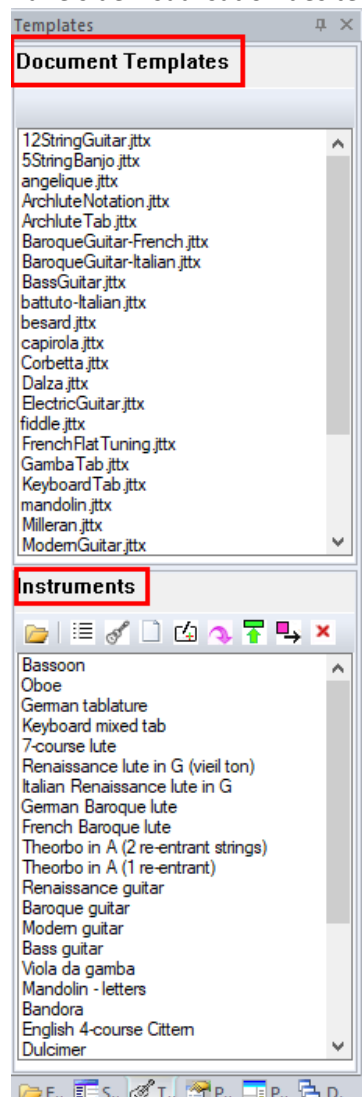 Templates
Document Templates
12StringGuitar.jttx
5StringBanjo.jttx
angelique.jttx
ArchluteNotation.jttx
ArchluteTab.jttx
BaroqueGuitar-French.jttx
BaroqueGuitar-Italian.jttx
BassGuitar.jttx
battuto-Italian.jttx
besard.jttx
capirola.jttx
Corbetta.jttx
Dalza.jttx
ElectricGuitar.jttx
fiddle.jttx
FrenchFlatTuning.jttx
GambaTab.jttx
KeyboardTab.jttx
mandolin.jttx
Milleran.jttx
ModernGuitar.jttx
Instruments
Bassoon
Oboe
German tablature
Keyboard mixed tab
7-course lute
Renaissance lute in G (vieil ton)
Italian Renaissance lute in G
German Baroque lute
French Baroque lute
Theorbo in A (2 re-entrant strings)
Theorbo in A (1 re-entrant)
Renaissance guitar
Baroque guitar
Modern guitar
Bass guitar
Viola da gamba
Mandolin - letters
Bandora
English 4-course Cittern
Dulcimer
F... S... T... P... P... D...